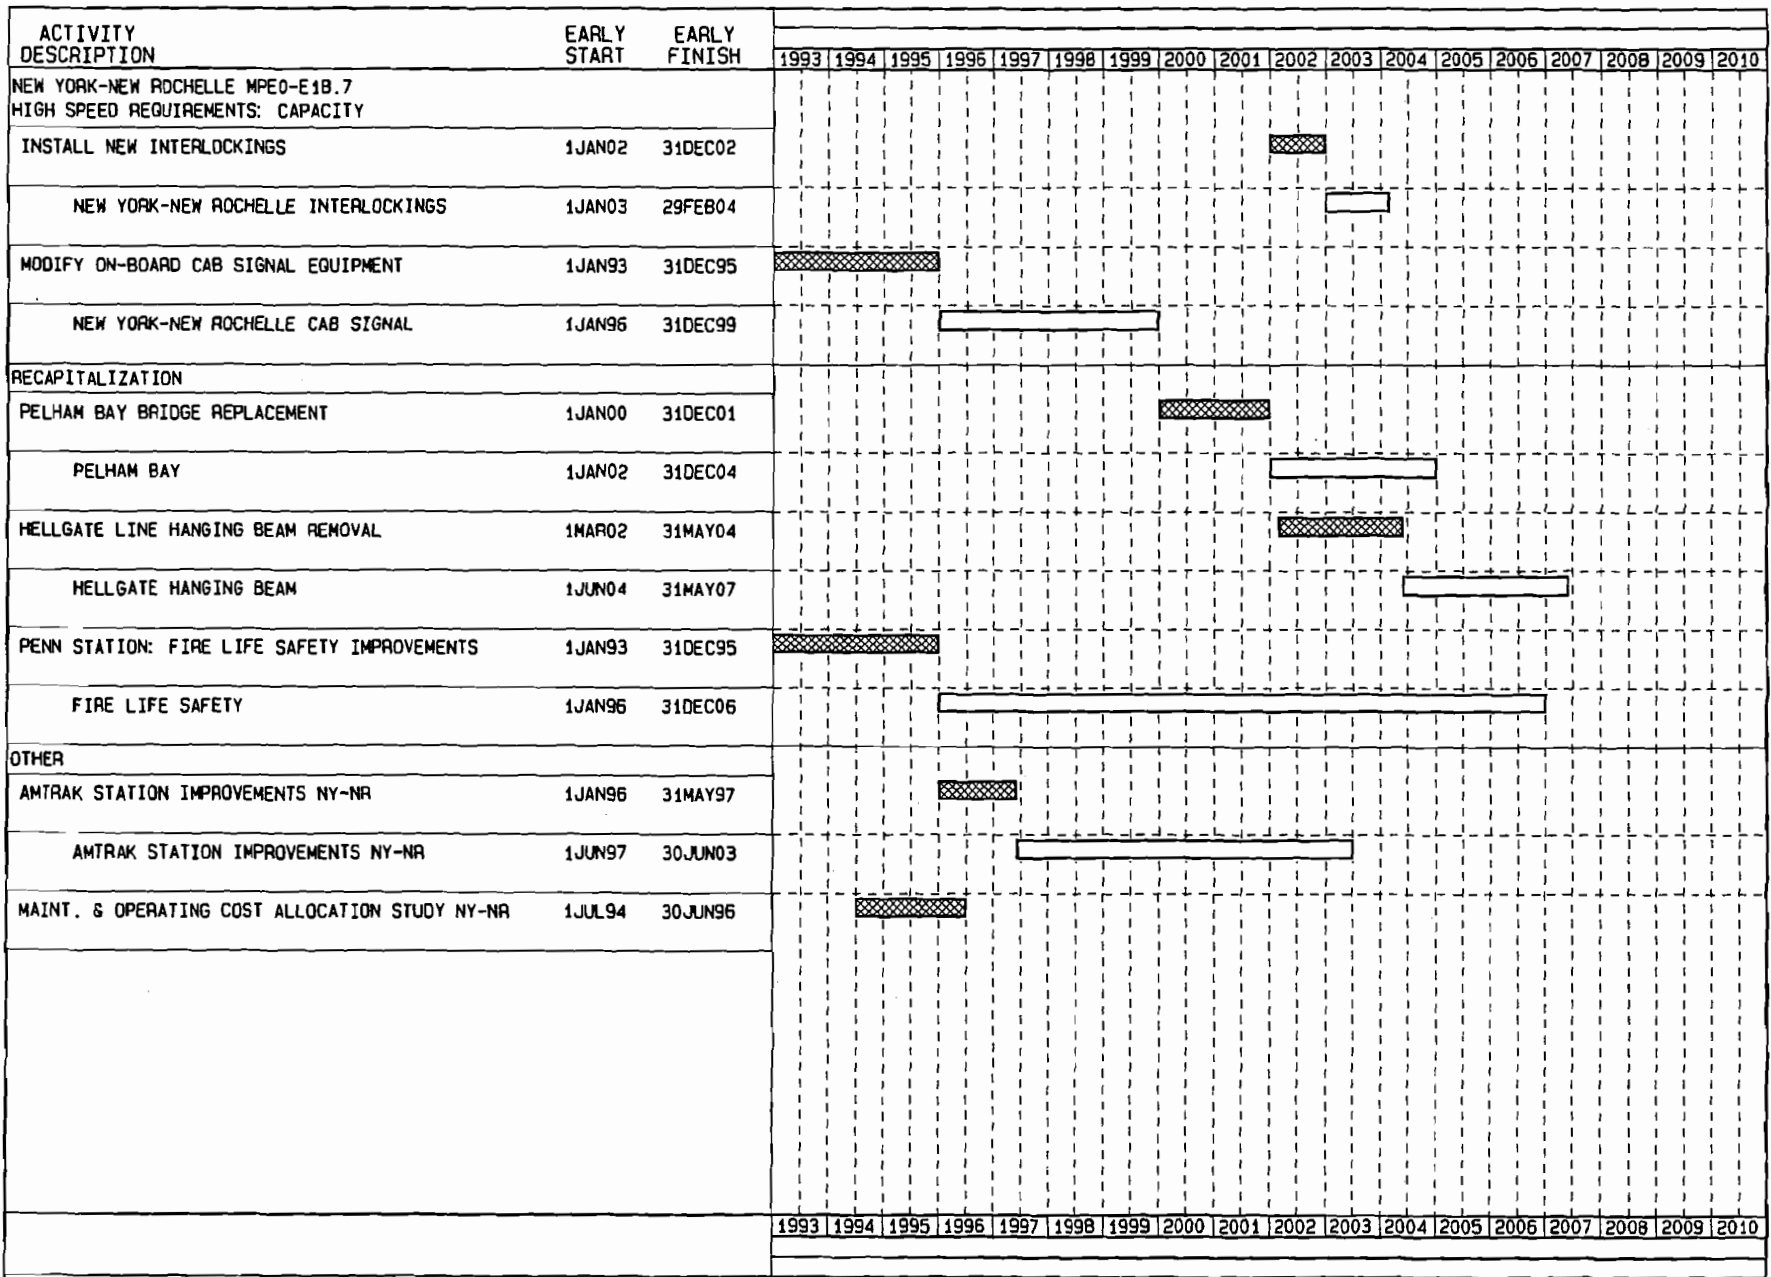 ACTIVITY DESCRIPTION EARLY START EARLY FINISH
1993 1994 1995 1996 1997 1998 1999 2000 2001 2002 2003 2004 2005 2006 2007 2008 2009 2010
NEW YORK-NEW ROCHELLE MPE0-E18.7
HIGH SPEED REQUIREMENTS: CAPACITY
INSTALL NEW INTERLOCKINGS 1JAN02 31DEC02
NEW YORK-NEW ROCHELLE INTERLOCKINGS 1JAN03 29FEB04
MODIFY ON-BOARD CAB SIGNAL EQUIPMENT 1JAN93 31DEC95
NEW YORK-NEW ROCHELLE CAB SIGNAL 1JAN96 31DEC99
RECAPITALIZATION
PELHAM BAY BRIDGE REPLACEMENT 1JAN00 31DEC01
PELHAM BAY 1JAN02 31DEC04
HELLGATE LINE HANGING BEAM REMOVAL 1MAR02 31MAY04
HELLGATE HANGING BEAM 1JUN04 31MAY07
PENN STATION: FIRE LIFE SAFETY IMPROVEMENTS 1JAN93 31DEC95
FIRE LIFE SAFETY 1JAN96 31DEC06
OTHER
AMTRAK STATION IMPROVEMENTS NY-NR 1JAN96 31MAY97
AMTRAK STATION IMPROVEMENTS NY-NR 1JUN97 30JUN03
MAINT. & OPERATING COST ALLOCATION STUDY NY-NR 1JUL94 30JUN96
1993 1994 1995 1996 1997 1998 1999 2000 2001 2002 2003 2004 2005 2006 2007 2008 2009 2010